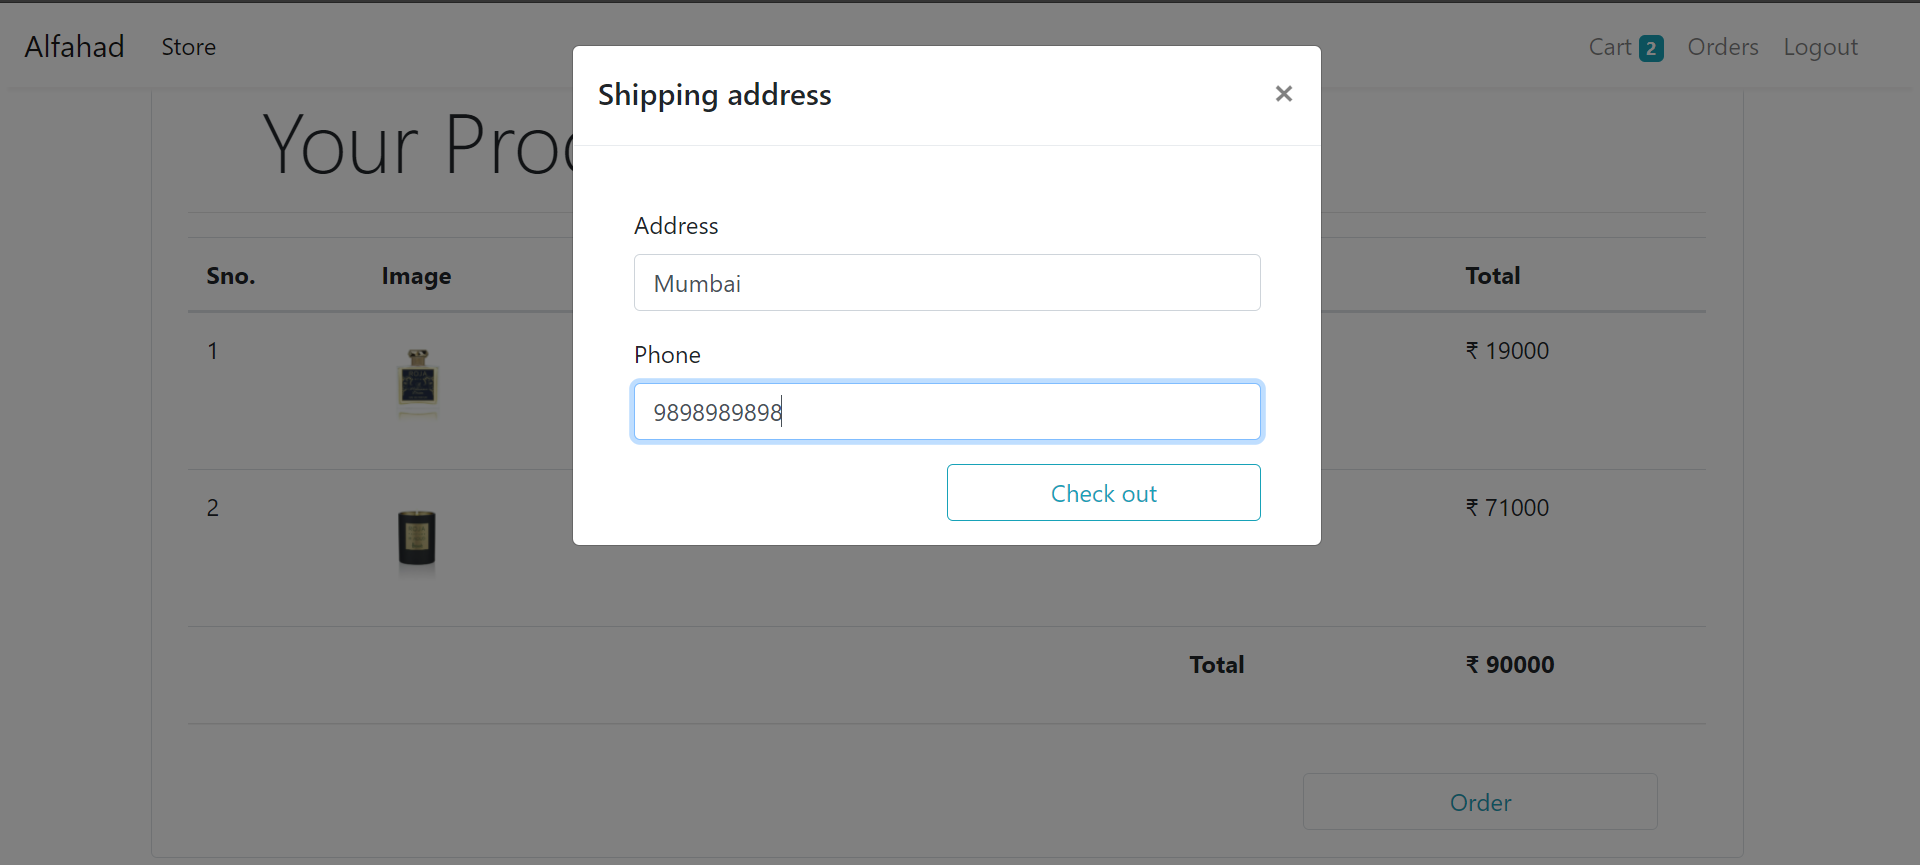 Alfahad Store Cart 2 Orders Logout
Shipping address ×
Your
Address
Sno. Image Total
Mumbai
1 ₹ 19000
Phone
9898989898
Check out
2 ₹ 71000
Total ₹ 90000
Order